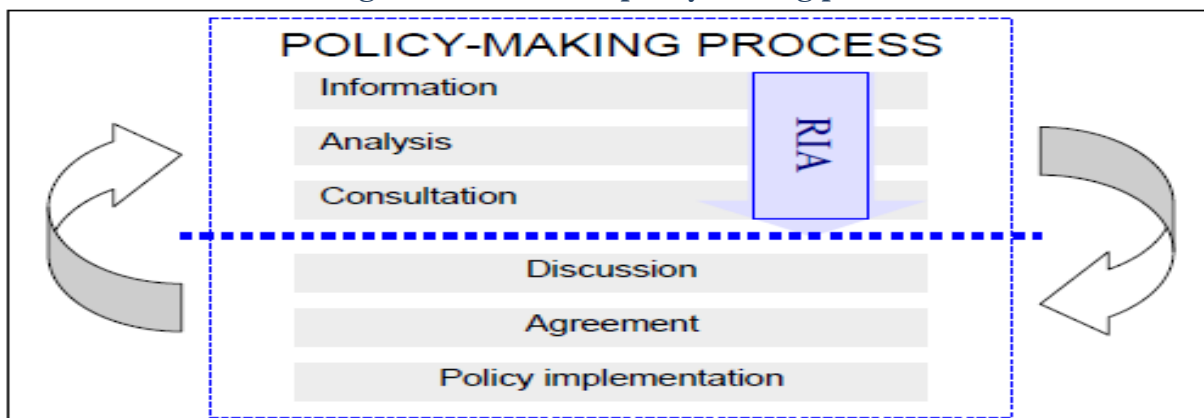 POLICY-MAKING PROCESS
Information
RIA
Analysis
Consultation
Discussion
Agreement
Policy implementation